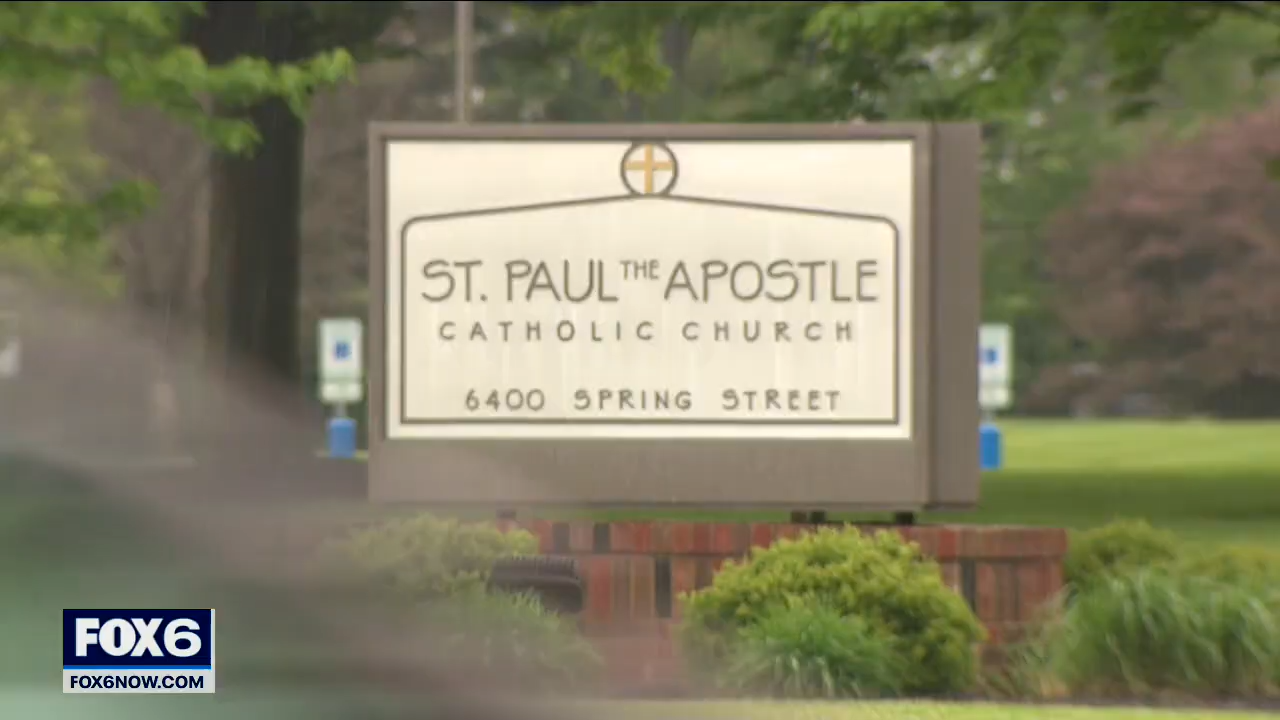 ST. PAUL THE APOSTLE
CATHOLIC CHURCH
6400 SPRING STREET
FOX6
FOX6NOW.COM